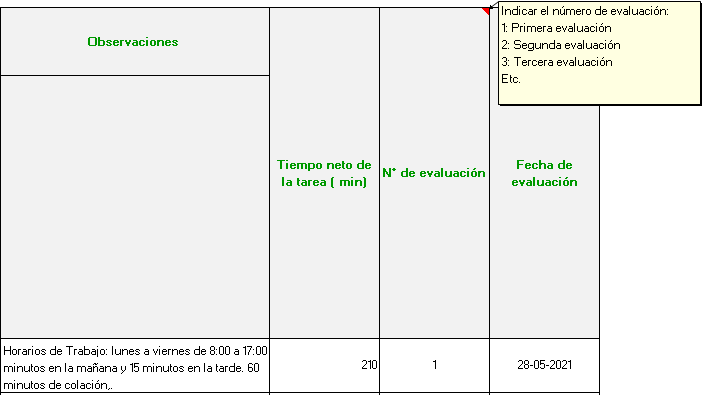 Indicar el número de evaluación:
1: Primera evaluación
2: Segunda evaluación
3: Tercera evaluación
Etc.
Observaciones
Tiempo neto de
la tarea ( min)
N° de evaluación
Fecha de
evaluación
Horarios de Trabajo: lunes a viernes de 8:00 a 17:00
minutos en la mañana y 15 minutos en la tarde. 60
minutos de colación,.
210
1
28-05-2021